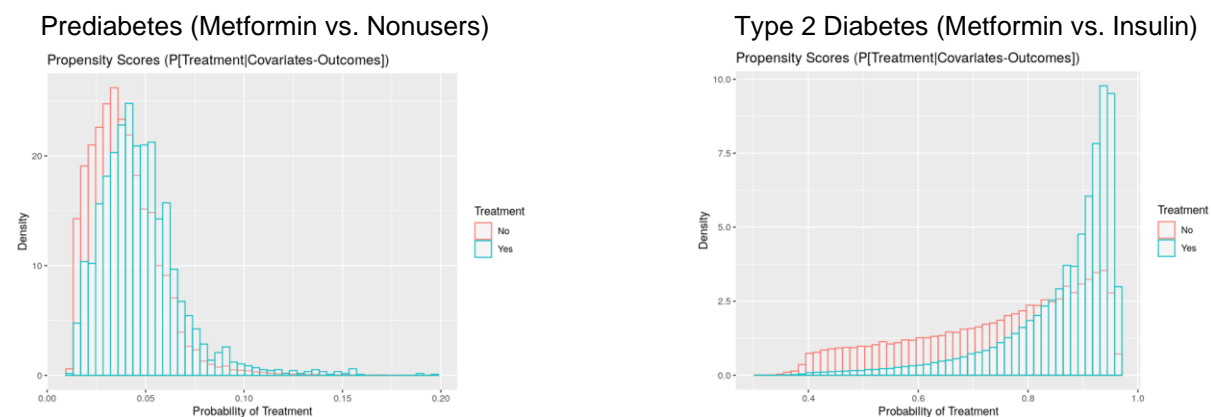 Prediabetes (Metformin vs. Nonusers)
Propensity Scores (P[Treatment|Covariates-Outcomes])
20-
10-
0-
Density
0.00 0.05 0.10 0.15 0.20
Probability of Treatment
Treatment
No
Yes
Type 2 Diabetes (Metformin vs. Insulin)
Propensity Scores (P[Treatment|Covariates-Outcomes])
10.0-
7.5-
5.0-
2.5-
0.0-
Density
0.4 0.6 0.8 1.0
Probability of Treatment
Treatment
No
Yes